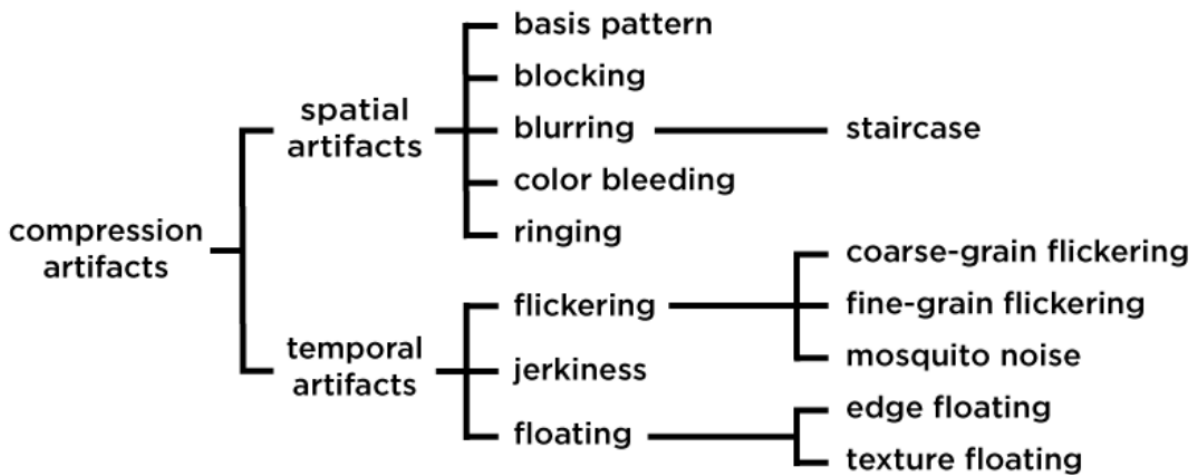 compression
artifacts
spatial
artifacts
basis pattern
blocking
blurring
staircase
color bleeding
ringing
temporal
artifacts
flickering
coarse-grain flickering
fine-grain flickering
mosquito noise
jerkiness
floating
edge floating
texture floating